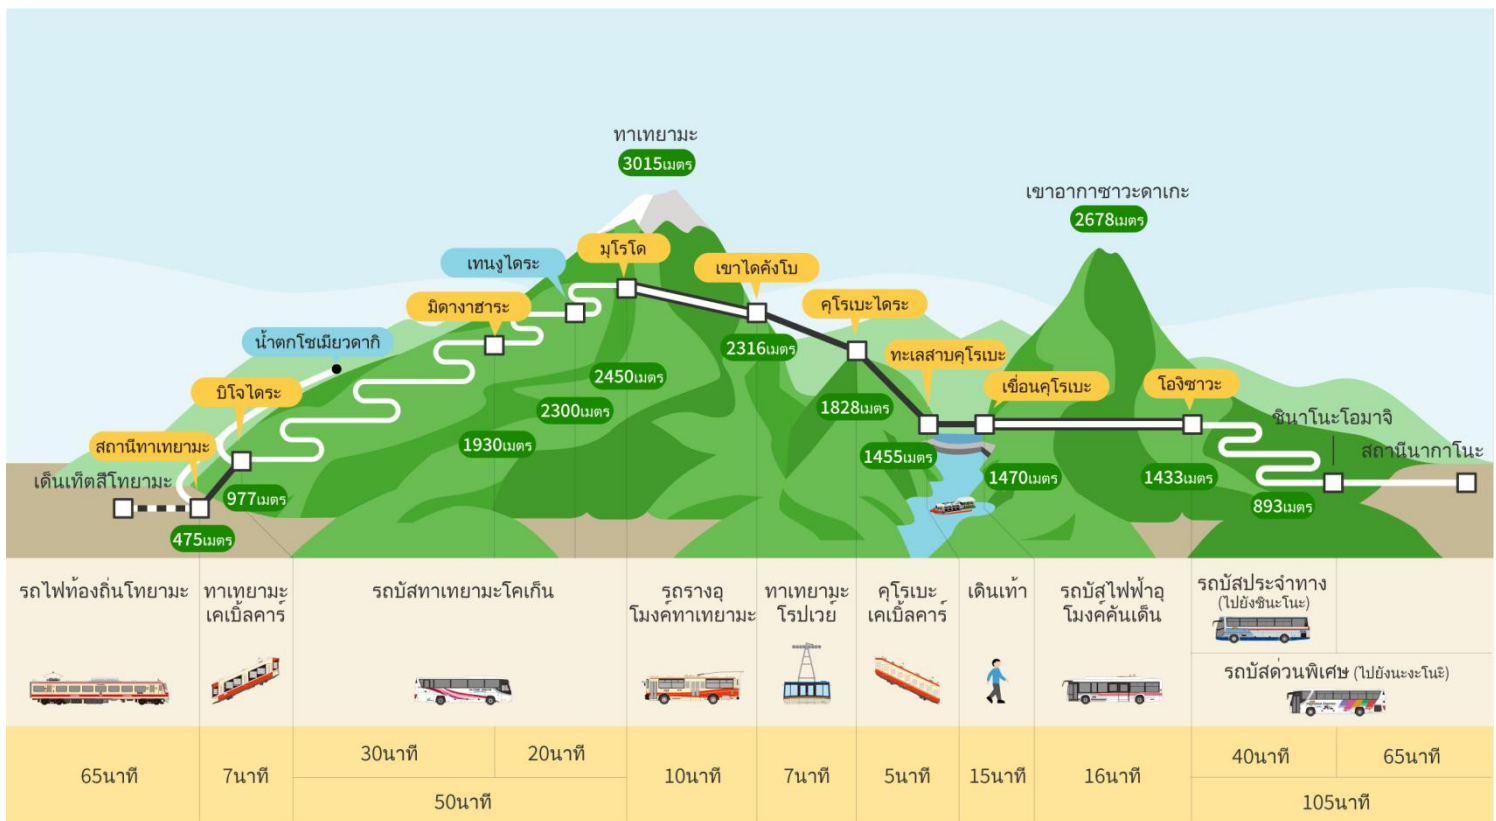 ทาเทยามะ
3015เมตร
เขาอากาซาวะดาเกะ
2678เมตร
มุโรโด
เทนงูไดระ
เขาไดคังโบ
มิดางาฮาระ
คุโรเบะไดระ
น้ำตกโชเมียวดากิ
2316เมตร
ทะเลสาบคุโรเบะ
บิโจไดระ
2450เมตร
เขื่อนคุโรเบะ
โองิซาวะ
2300เมตร
1828เมตร
ชินาโนะโอมาจิ
สถานีทาเทยามะ
1930เมตร
สถานีนากาโนะ
เด็นเท็ตสึโทยามะ
1455เมตร
977เมตร
1470เมตร
1433เมตร
893เมตร
475เมตร
รถไฟท้องถิ่นโทยามะ
ทาเทยามะ
เคเบิ้ลคาร์
รถบัสทาเทยามะโคเก็น
รถรางอุ
โมงค์ทาเทยามะ
ทาเทยามะ
โรปเวย์
คุโรเบะ
เคเบิ้ลคาร์
เดินเท้า
รถบัสไฟฟ้าอุ
โมงค์คันเด็น
รถบัสประจำทาง
(ไปยังชินะโนะ)
รถบัสด่วนพิเศษ (ไปยังนะงะโนะ)
65นาที
7นาที
30นาที
20นาที
50นาที
10นาที
7นาที
5นาที
15นาที
16นาที
40นาที
65นาที
105นาที